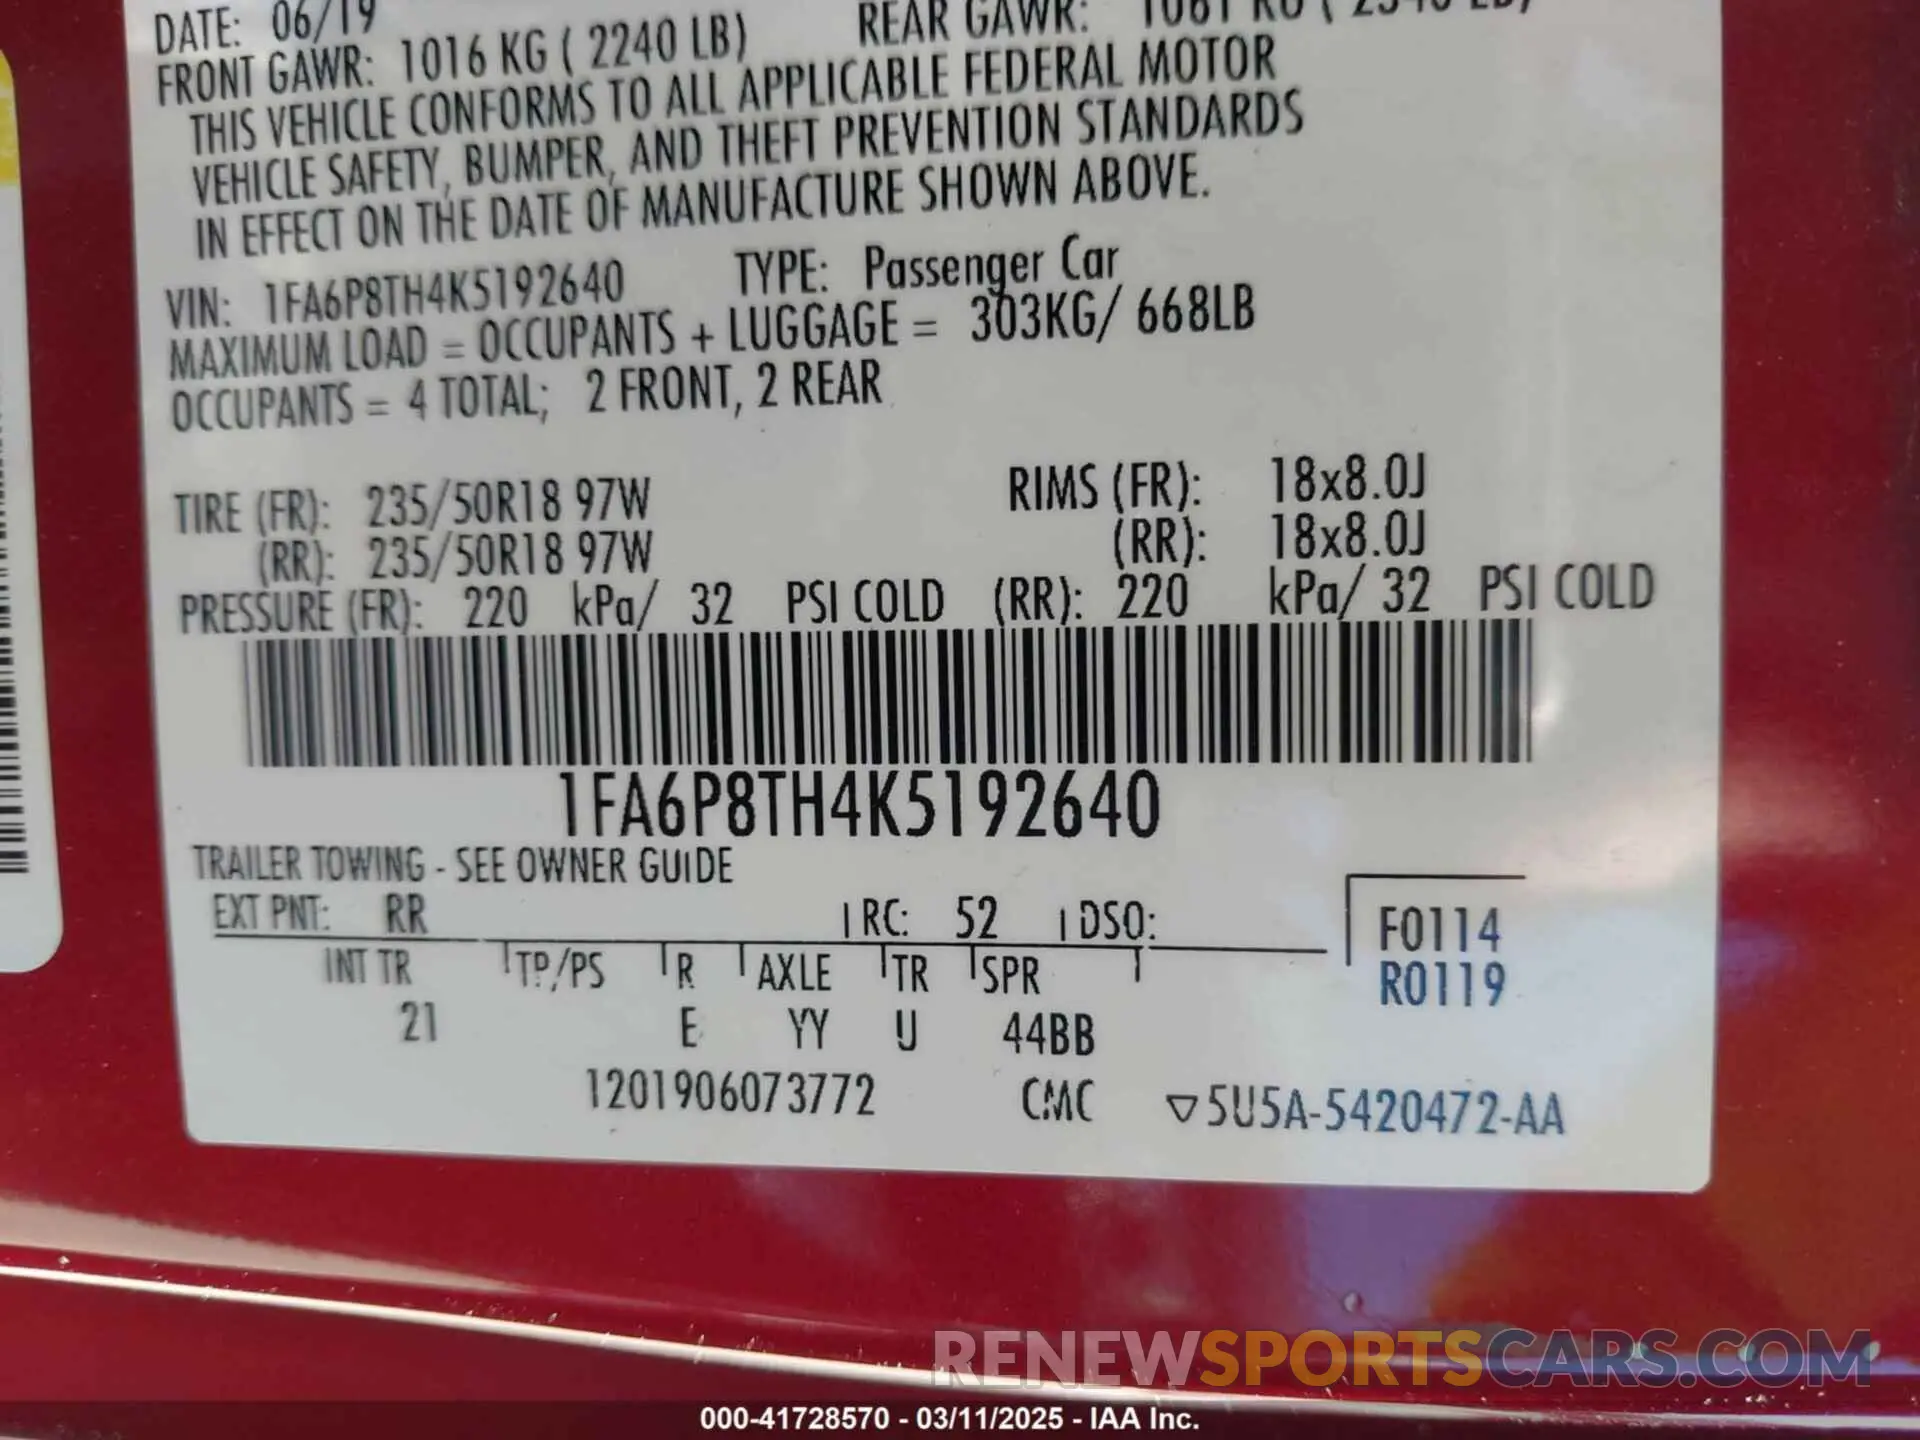 DATE: 06/19 REAR GAWR: 1061 KG ( 2340 LB)
FRONT GAWR: 1016 KG ( 2240 LB)
THIS VEHICLE CONFORMS TO ALL APPLICABLE FEDERAL MOTOR
VEHICLE SAFETY, BUMPER, AND THEFT PREVENTION STANDARDS
IN EFFECT ON THE DATE OF MANUFACTURE SHOWN ABOVE.
VIN: 1FA6P8TH4K5192640 TYPE: Passenger Car
MAXIMUM LOAD = OCCUPANTS + LUGGAGE = 303KG/ 668LB
OCCUPANTS = 4 TOTAL; 2 FRONT, 2 REAR
TIRE (FR): 235/50R18 97W RIMS (FR): 18x8.0J
(RR): 235/50R18 97W (RR): 18x8.0J
PRESSURE (FR): 220 kPa/ 32 PSI COLD (RR): 220 kPa/ 32 PSI COLD
1FA6P8TH4K5192640
TRAILER TOWING - SEE OWNER GUIDE
EXT PNT: RR RC: 52 DSO:
F0114
R0119
INT TR TP/PS R AXLE TR SPR
21 E YY U 44BB
1201906073772 CMC ▽5U5A-5420472-AA
RENEWSPORTSCARS.COM
000-41728570 - 03/11/2025 - IAA Inc.